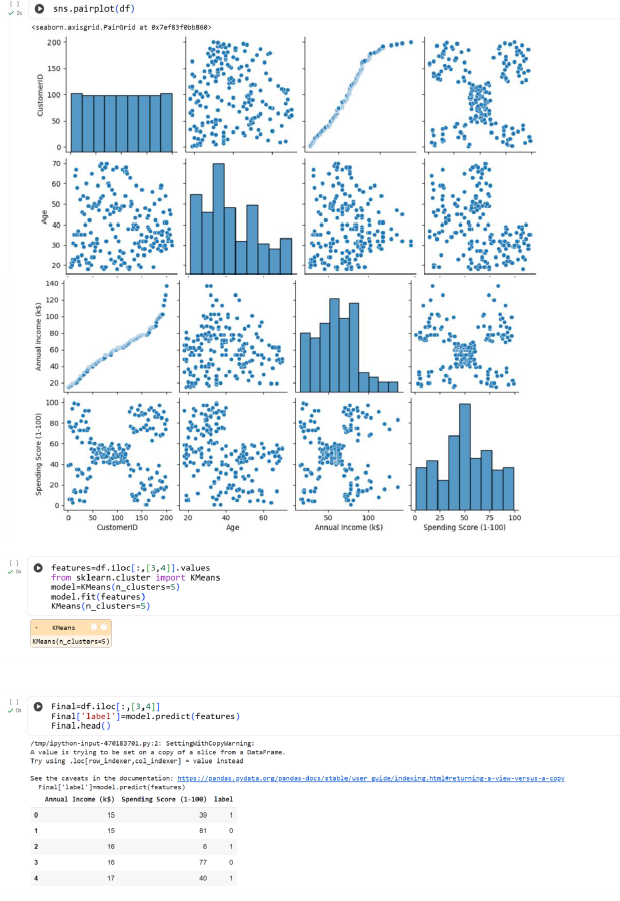 [ ]
2s
sns.pairplot(df)
<seaborn.axisgrid.PairGrid at 0x7ef83f0bb860>
200
150
100
50
0
CustomerID
70
60
50
40
30
20
Age
140
120
100
80
60
40
20
Annual Income (k$)
100
80
60
40
20
0
Spending Score (1-100)
0 50 100 150 200
20 40 60
50 100
0 25 50 75 100
CustomerID
Age
Annual Income (k$)
Spending Score (1-100)
[ ]
0s
features=df.iloc[:,[3,4]].values
from sklearn.cluster import KMeans
model=KMeans(n_clusters=5)
model.fit(features)
KMeans(n_clusters=5)
KMeans
KMeans(n_clusters=5)
[ ]
0s
Final=df.iloc[:,[3,4]]
Final['label']=model.predict(features)
Final.head()
/tmp/ipython-input-470183701.py:2: SettingWithCopyWarning:
A value is trying to be set on a copy of a slice from a DataFrame.
Try using .loc[row_indexer,col_indexer] = value instead
See the caveats in the documentation: https://pandas.pydata.org/pandas-docs/stable/user_guide/indexing.html#returning-a-view-versus-a-copy
Final['label']=model.predict(features)
Annual Income (k$) Spending Score (1-100) label
0 15 39 1
1 15 81 0
2 16 6 1
3 16 77 0
4 17 40 1